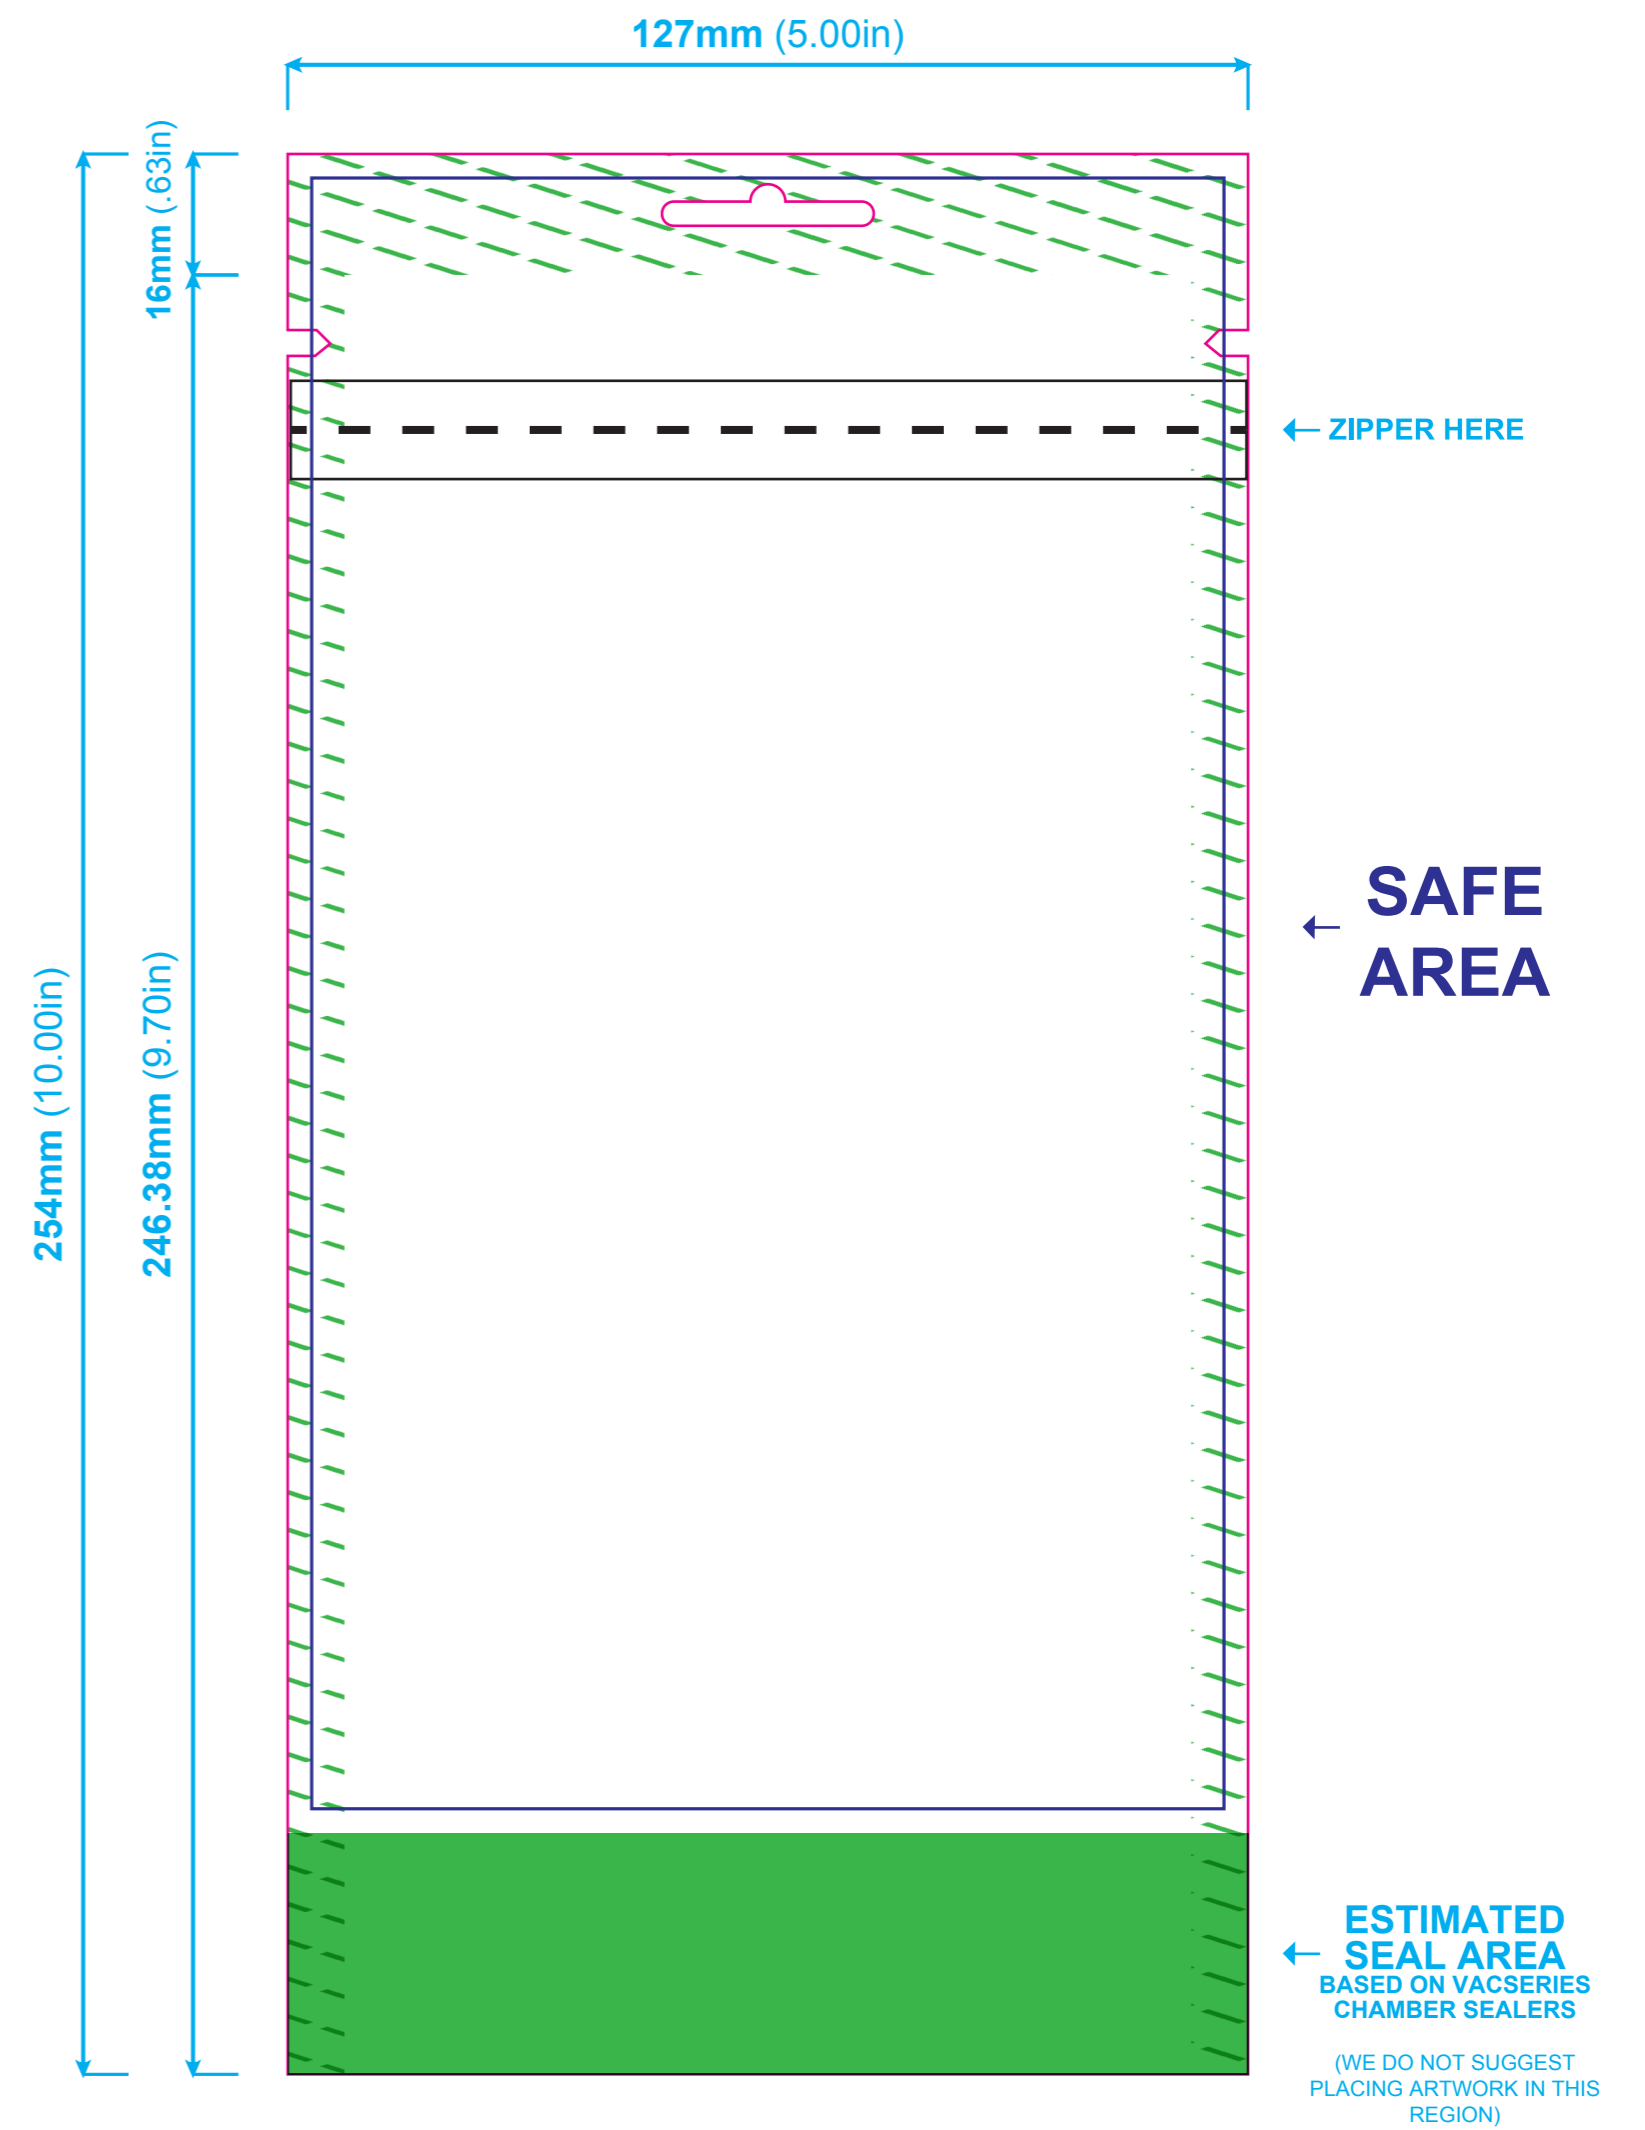 127mm (5.00in)
16mm (.63in)
254mm (10.00in)
246.38mm (9.70in)
ZIPPER HERE
SAFE
AREA
ESTIMATED
SEAL AREA
BASED ON VACSERIES
CHAMBER SEALERS
(WE DO NOT SUGGEST
PLACING ARTWORK IN THIS
REGION)